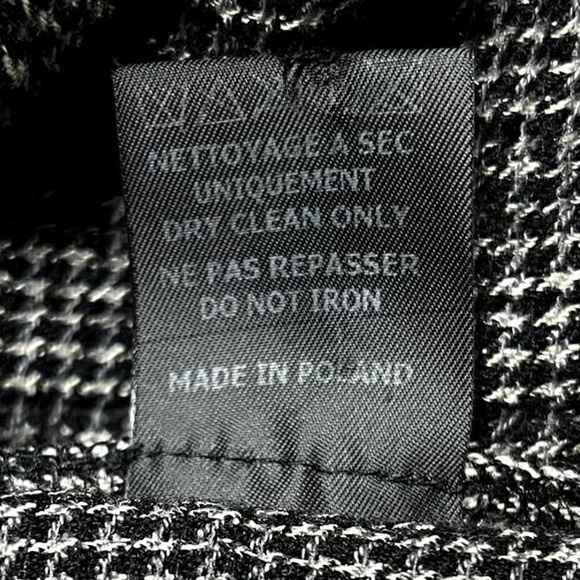 NETTOYAGE A SEC
UNIQUEMENT
DRY CLEAN ONLY
NE PAS REPASSER
DO NOT IRON
MADE IN POLAND